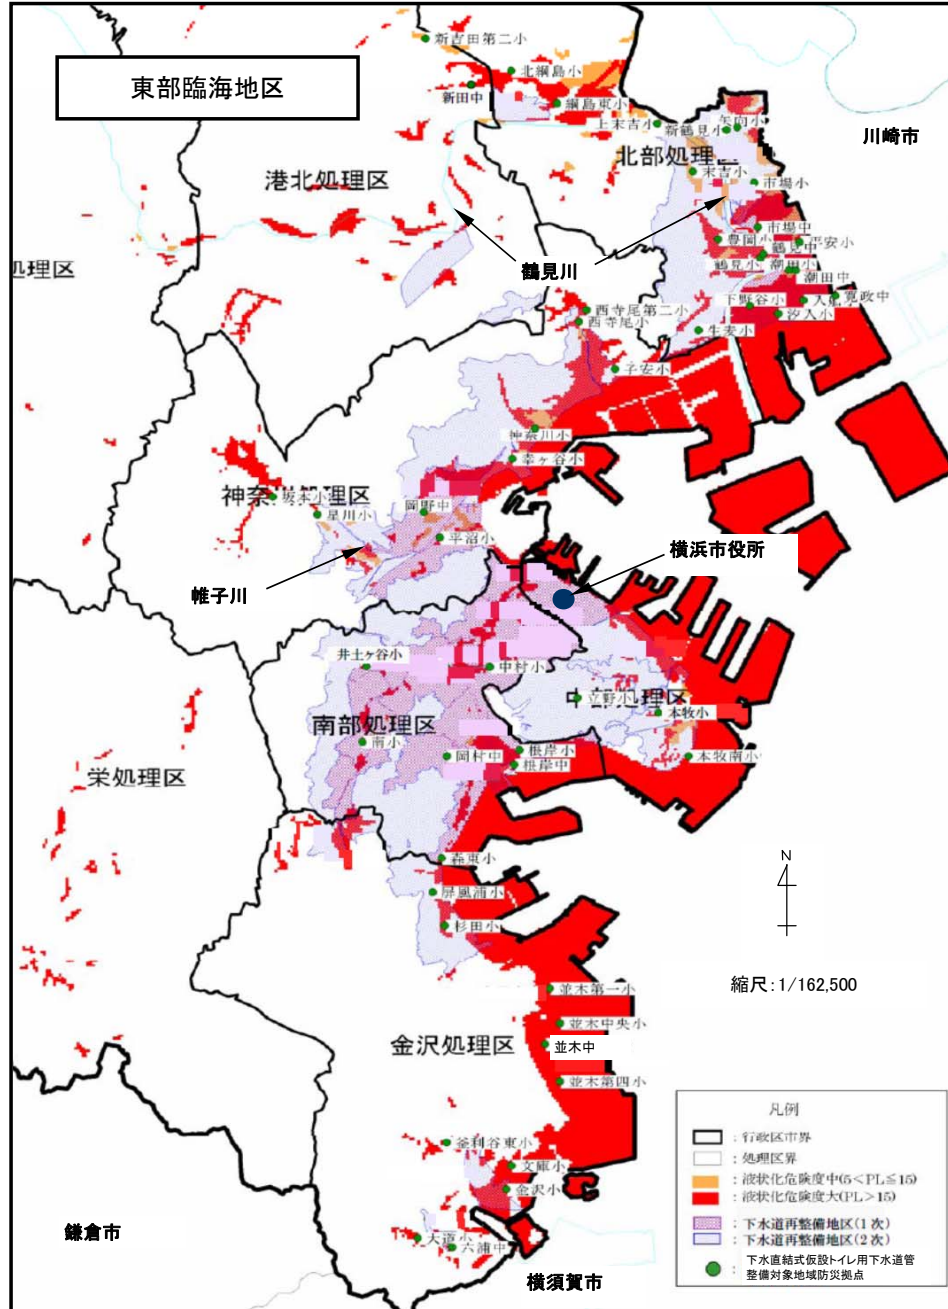 東部臨海地区
新吉田第二小
北綱島小
新田中
綱島東小
上末吉小
新鶴見小
矢向小
川崎市
北部処理区
港北処理区
末吉小
市場小
市場中
豊岡小
鶴見中
平安小
鶴見小
潮田小
潮田中
処理区
鶴見川
下野谷小
寛政中
汐入小
西寺尾第二小
西寺尾小
生麦小
子安小
神奈川小
幸ヶ谷小
神奈川処理区
坂本小
星川小
岡野中
平沼小
横浜市役所
帷子川
井土ヶ谷小
中村小
中部処理区
立野小
本牧小
南部処理区
南小
岡村中
根岸小
根岸中
本牧南小
栄処理区
森東小
屏風浦小
杉田小
N
縮尺:1/162,500
並木第一小
並木中央小
金沢処理区
並木中
並木第四小
釜利谷東小
文庫小
金沢小
大道小
六浦中
鎌倉市
横須賀市
凡例
:行政区市界
:処理区界
:液状化危険度中(5<PL≦15)
:液状化危険度大(PL>15)
:下水道再整備地区(1次)
:下水道再整備地区(2次)
:下水直結式仮設トイレ用下水道管
整備対象地域防災拠点